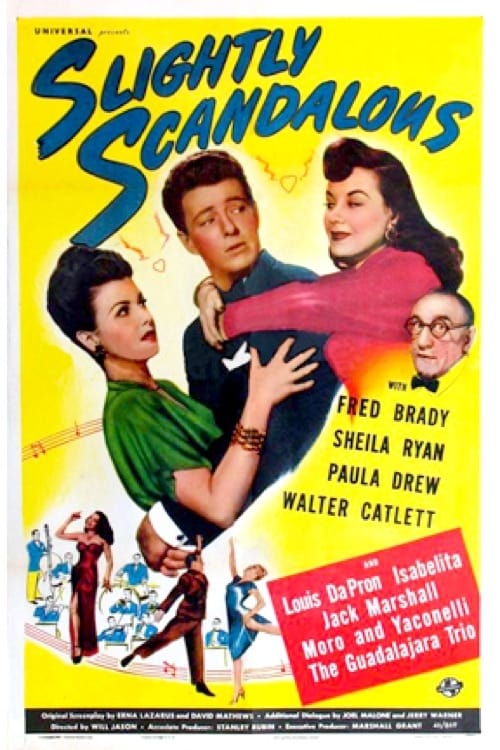 UNIVERSAL presents
SLIGHTLY
SCANDALOUS
WITH
FRED BRADY
SHEILA RYAN
PAULA DREW
WALTER CATLETT
AND
LOUIS DAPRON ISABELITA
JACK MARSHALL
MORO AND YACONELLI
THE GUADALAJARA TRIO
Original Screenplay by ERNA LAZARUS and DAVID MATHEWS • Additional Dialogue by JOEL MALONE and JERRY WARNER
Directed by WILL JASON • Associate Producer: STANLEY RUBIN • Executive Producer: MARSHALL GRANT